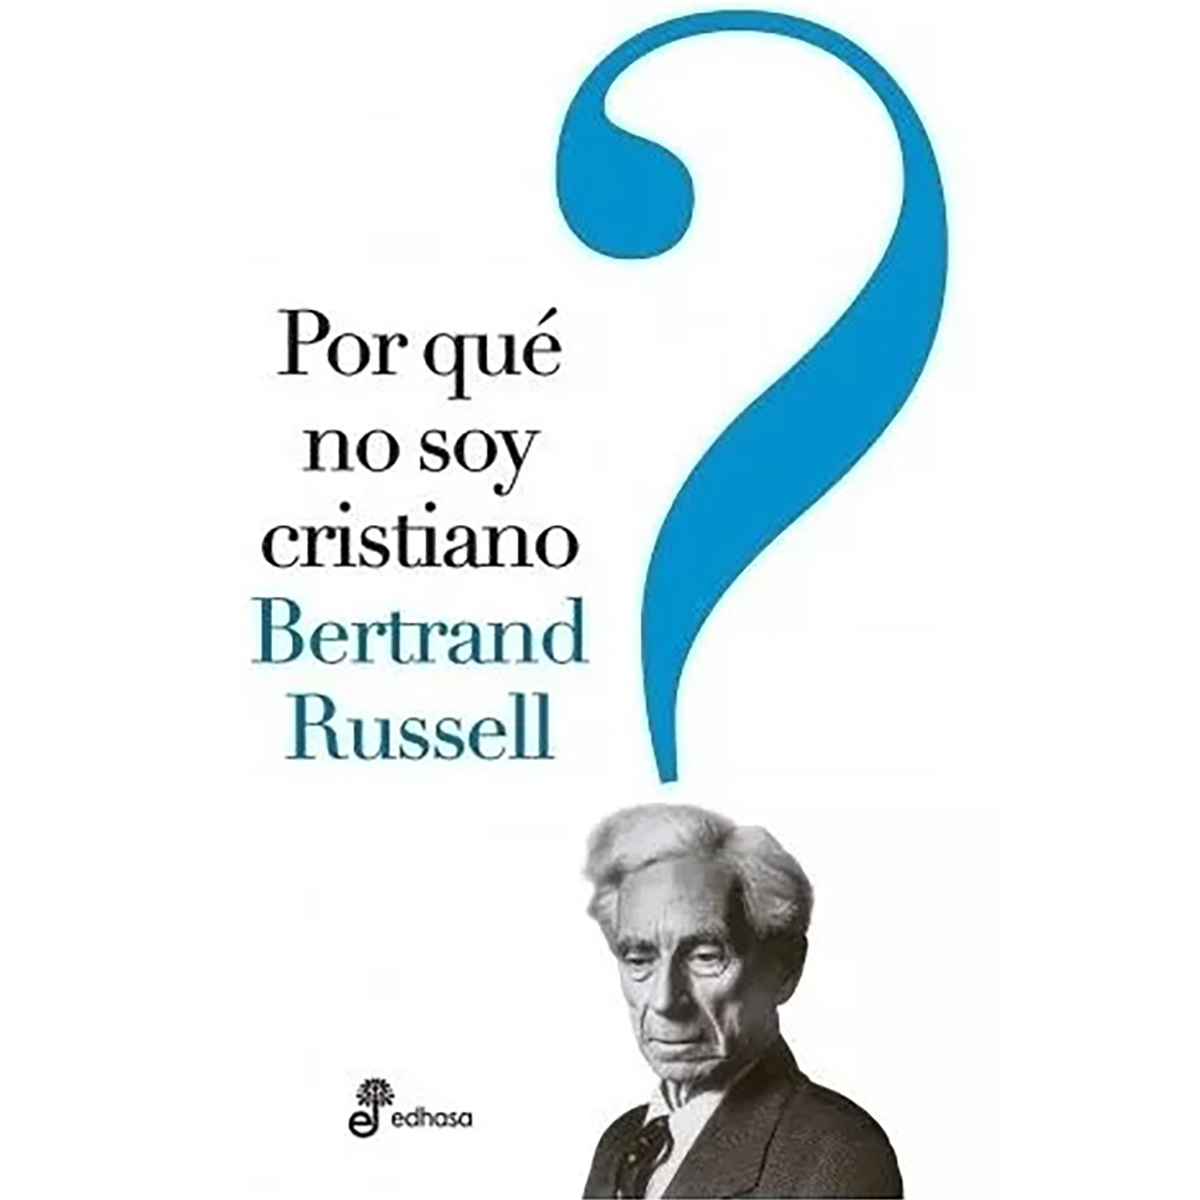 Por qué
no soy
cristiano
Bertrand
Russell
?
edhasa